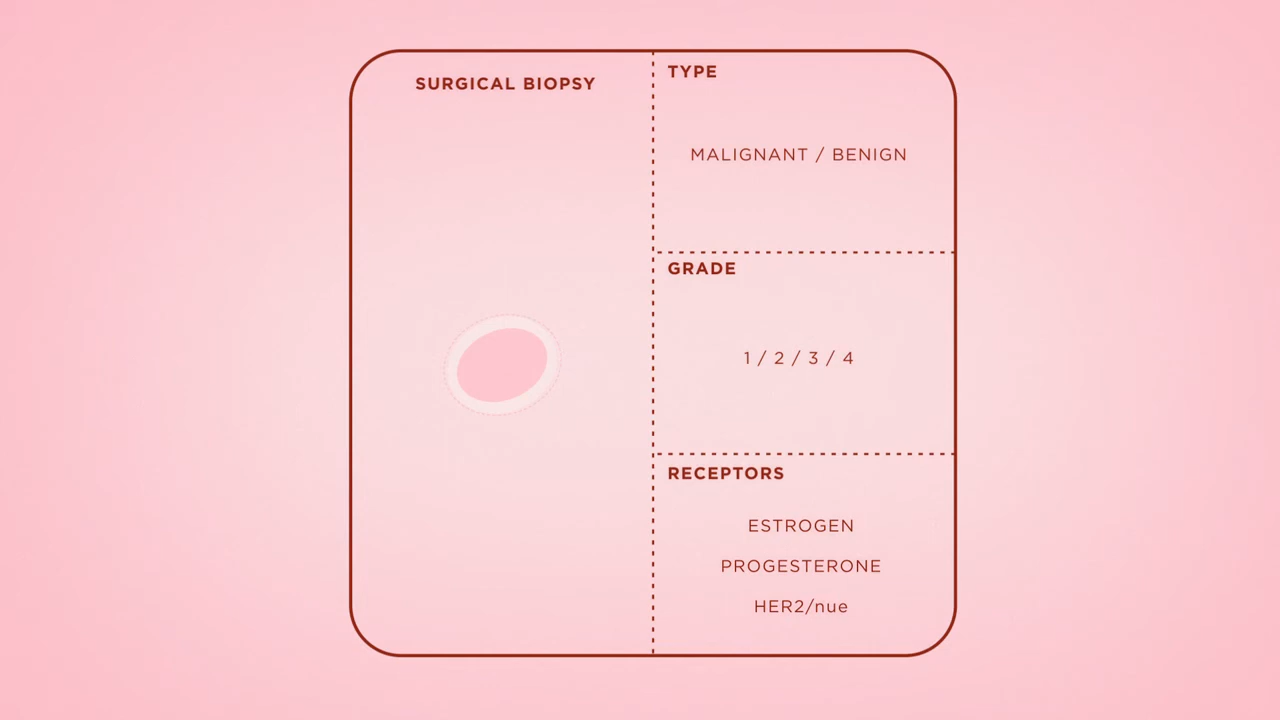 SURGICAL BIOPSY
TYPE
MALIGNANT / BENIGN
GRADE
1 / 2 / 3 / 4
RECEPTORS
ESTROGEN
PROGESTERONE
HER2/nue